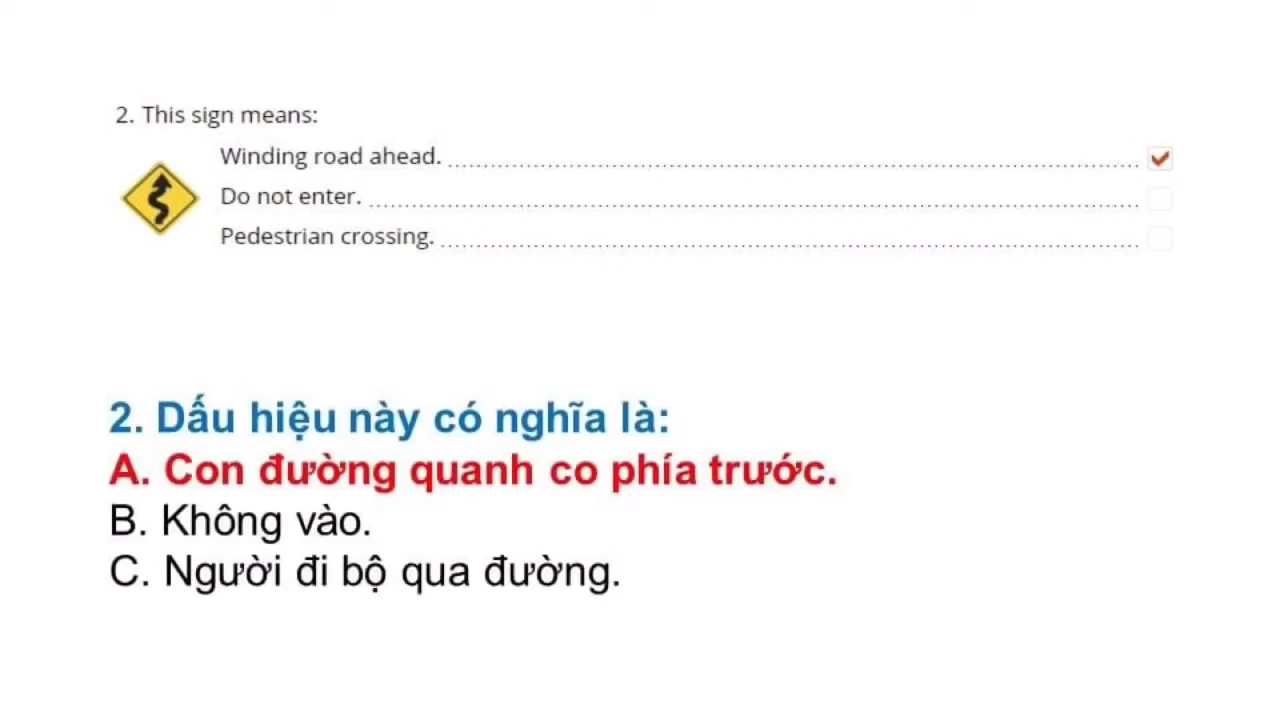 2. This sign means:
Winding road ahead.
Do not enter.
Pedestrian crossing.
2. Dấu hiệu này có nghĩa là:
A. Con đường quanh co phía trước.
B. Không vào.
C. Người đi bộ qua đường.